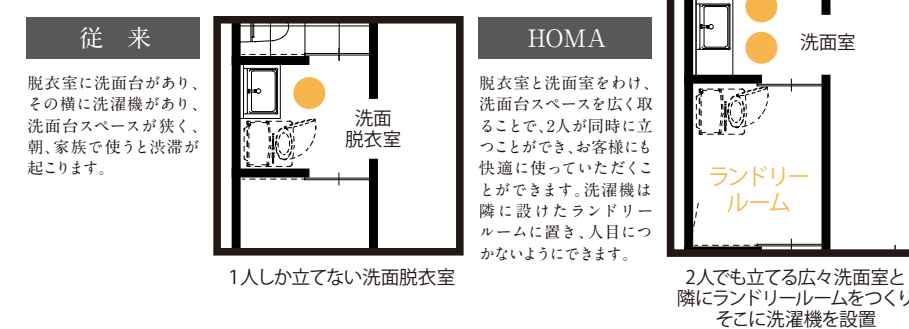 従 来
脱衣室に洗面台があり、
その横に洗濯機があり、
洗面台スペースが狭く、
朝、家族で使うと渋滞が
起こります。
洗面
脱衣室
1人しか立てない洗面脱衣室
HOMA
脱衣室と洗面室をわけ、
洗面台スペースを広く取
ることで、2人が同時に立
つことができ、お客様にも
快適に使っていただくこ
とができます。洗濯機は
隣に設けたランドリー
ルームに置き、人目につ
かないようにできます。
洗面室
ランドリー
ルーム
2人でも立てる広々洗面室と
隣にランドリールームをつくり
そこに洗濯機を設置